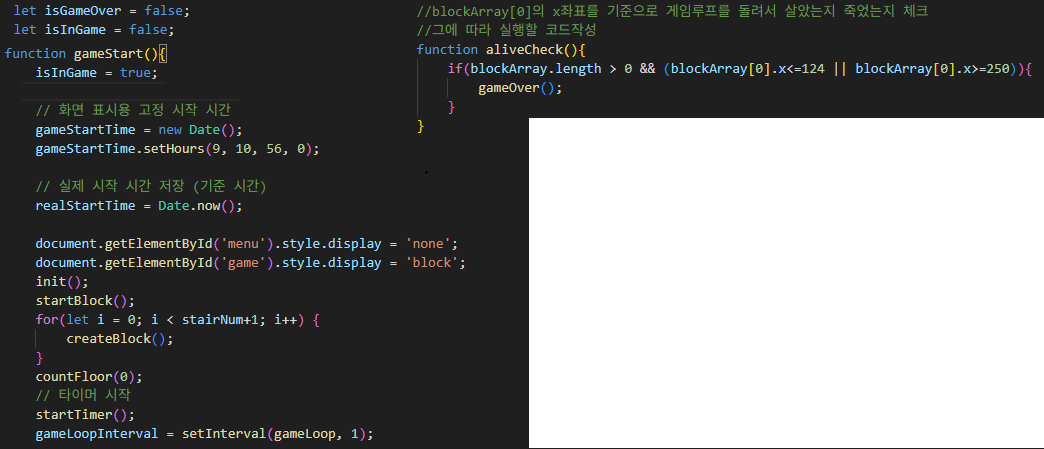 let isGameOver = false;
let isInGame = false;
function gameStart(){
isInGame = true;
// 화면 표시용 고정 시작 시간
gameStartTime = new Date();
gameStartTime.setHours(9, 10, 56, 0);
// 실제 시작 시간 저장 (기준 시간)
realStartTime = Date.now();
document.getElementById('menu').style.display = 'none';
document.getElementById('game').style.display = 'block';
init();
startBlock();
for(let i = 0; i < stairNum+1; i++) {
createBlock();
}
countFloor(0);
// 타이머 시작
startTimer();
gameLoopInterval = setInterval(gameLoop, 1);
//blockArray[0]의 x좌표를 기준으로 게임루프를 돌려서 살았는지 죽었는지 체크
//그에 따라 실행할 코드작성
function aliveCheck(){
if(blockArray.length > 0 && (blockArray[0].x<=124 || blockArray[0].x>=250)){
gameOver();
}
}